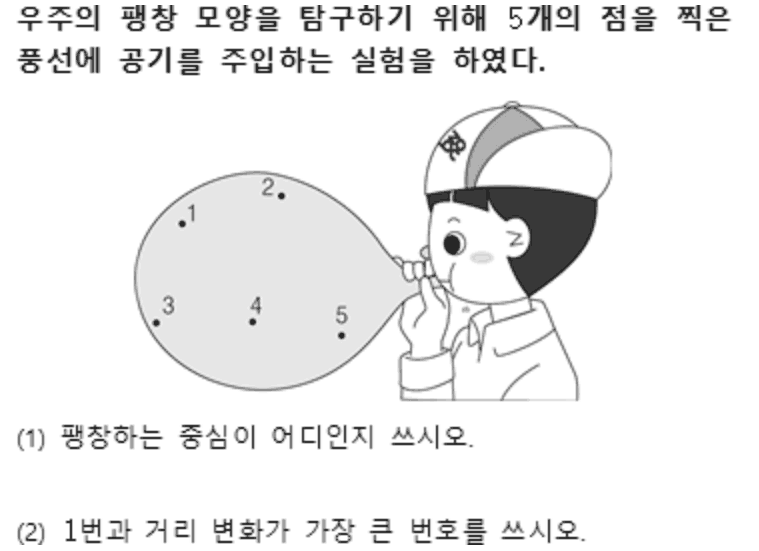 우주의 팽창 모양을 탐구하기 위해 5개의 점을 찍은
풍선에 공기를 주입하는 실험을 하였다.
2
1
3
4
5
(1) 팽창하는 중심이 어디인지 쓰시오.
(2) 1번과 거리 변화가 가장 큰 번호를 쓰시오.